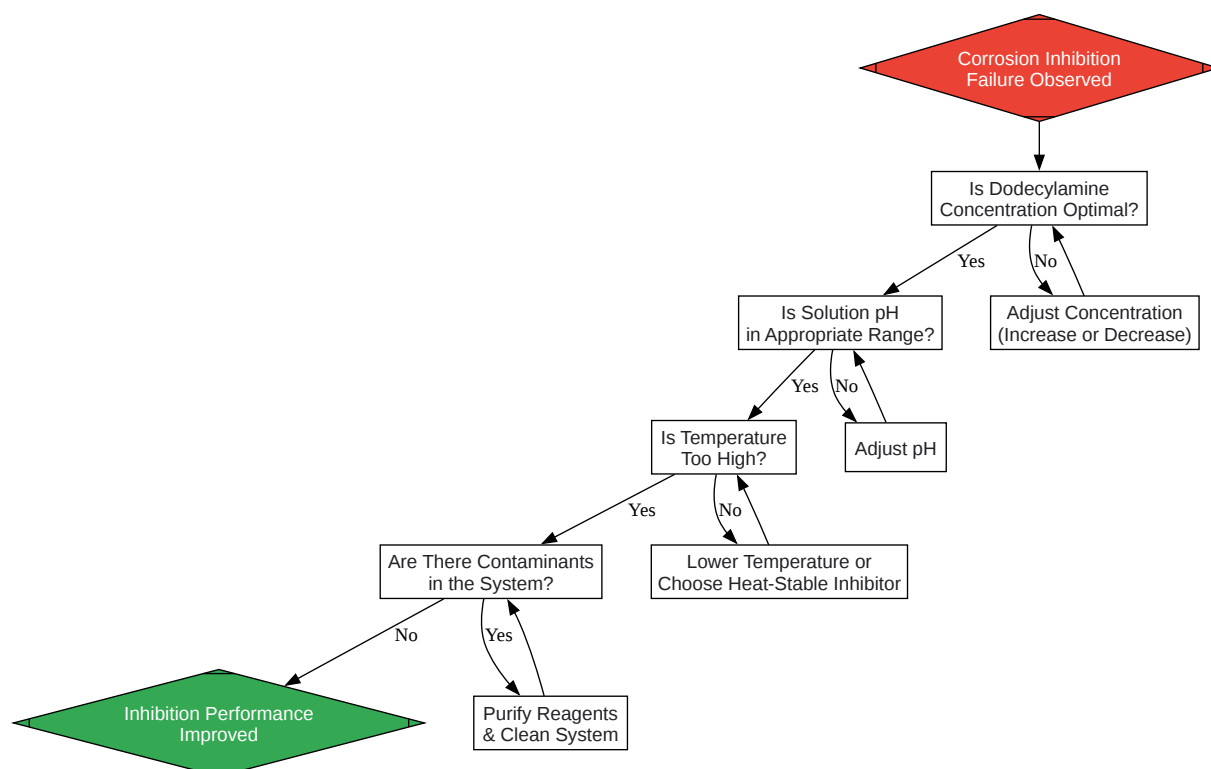 Corrosion Inhibition
Failure Observed
Is Dodecylamine
Concentration Optimal?
Yes
No
Is Solution pH
in Appropriate Range?
Adjust Concentration
(Increase or Decrease)
Yes
No
Is Temperature
Too High?
Adjust pH
Yes
No
Are There Contaminants
in the System?
Lower Temperature or
Choose Heat-Stable Inhibitor
No
Yes
Inhibition Performance
Improved
Purify Reagents
& Clean System